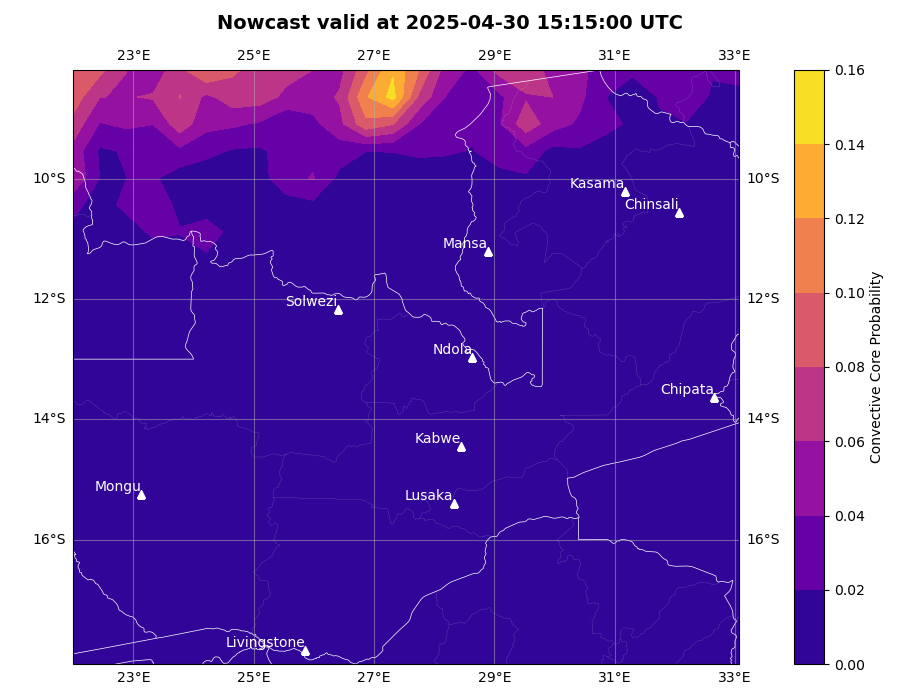 Nowcast valid at 2025-04-30 15:15:00 UTC
23°E 25°E 27°E 29°E 31°E 33°E
0.16
0.14
10°S Kasama 10°S
Chinsali
0.12
Mansa
0.10
12°S Solwezi 12°S
Ndola
0.08
Chipata
14°S 14°S
Kabwe
0.06
Convective Core Probability
Mongu
Lusaka
0.04
16°S 16°S
0.02
Livingstone
0.00
23°E 25°E 27°E 29°E 31°E 33°E